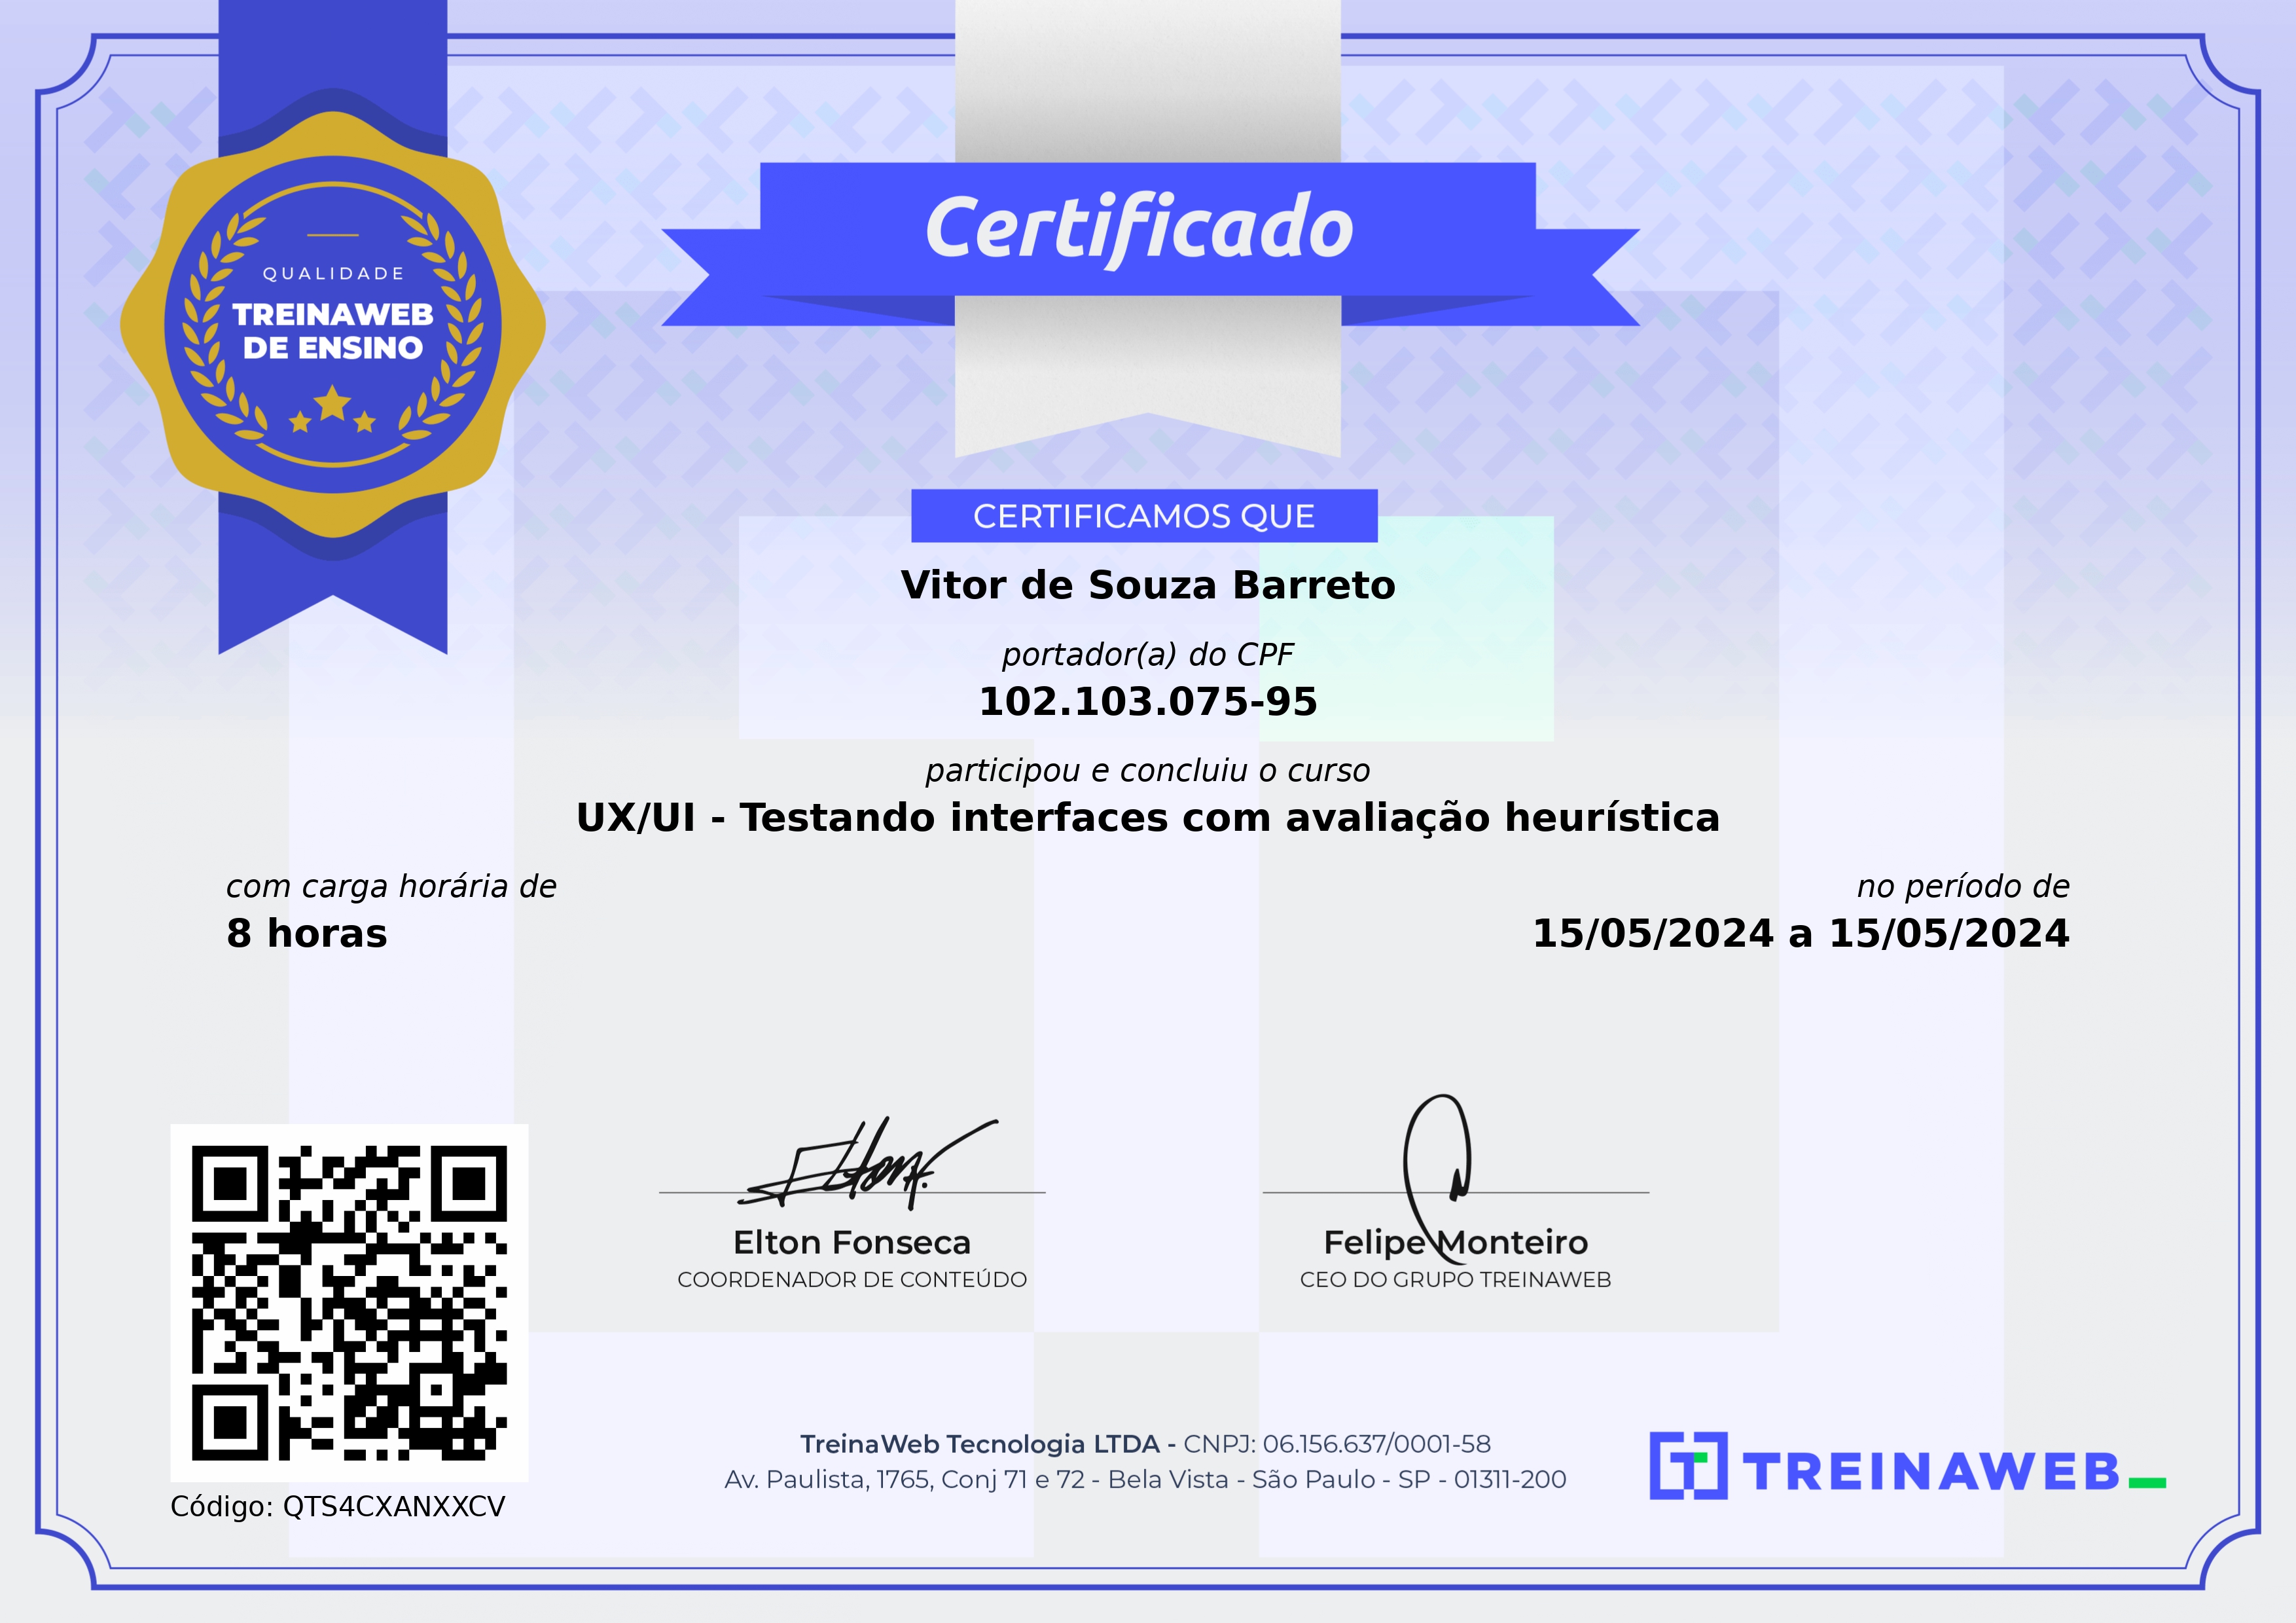 QUALIDADE
TREINAWEB
DE ENSINO
Certificado
CERTIFICAMOS QUE
Vitor de Souza Barreto
portador(a) do CPF
102.103.075-95
participou e concluiu o curso
UX/UI - Testando interfaces com avaliação heurística
com carga horária de
8 horas
no período de
15/05/2024 a 15/05/2024
Elton Fonseca
COORDENADOR DE CONTEÚDO
Felipe Monteiro
CEO DO GRUPO TREINAWEB
Código: QTS4CXANXXCV
TreinaWeb Tecnologia LTDA - CNPJ: 06.156.637/0001-58
Av. Paulista, 1765, Conj 71 e 72 - Bela Vista - São Paulo - SP - 01311-200
TREINAWEB